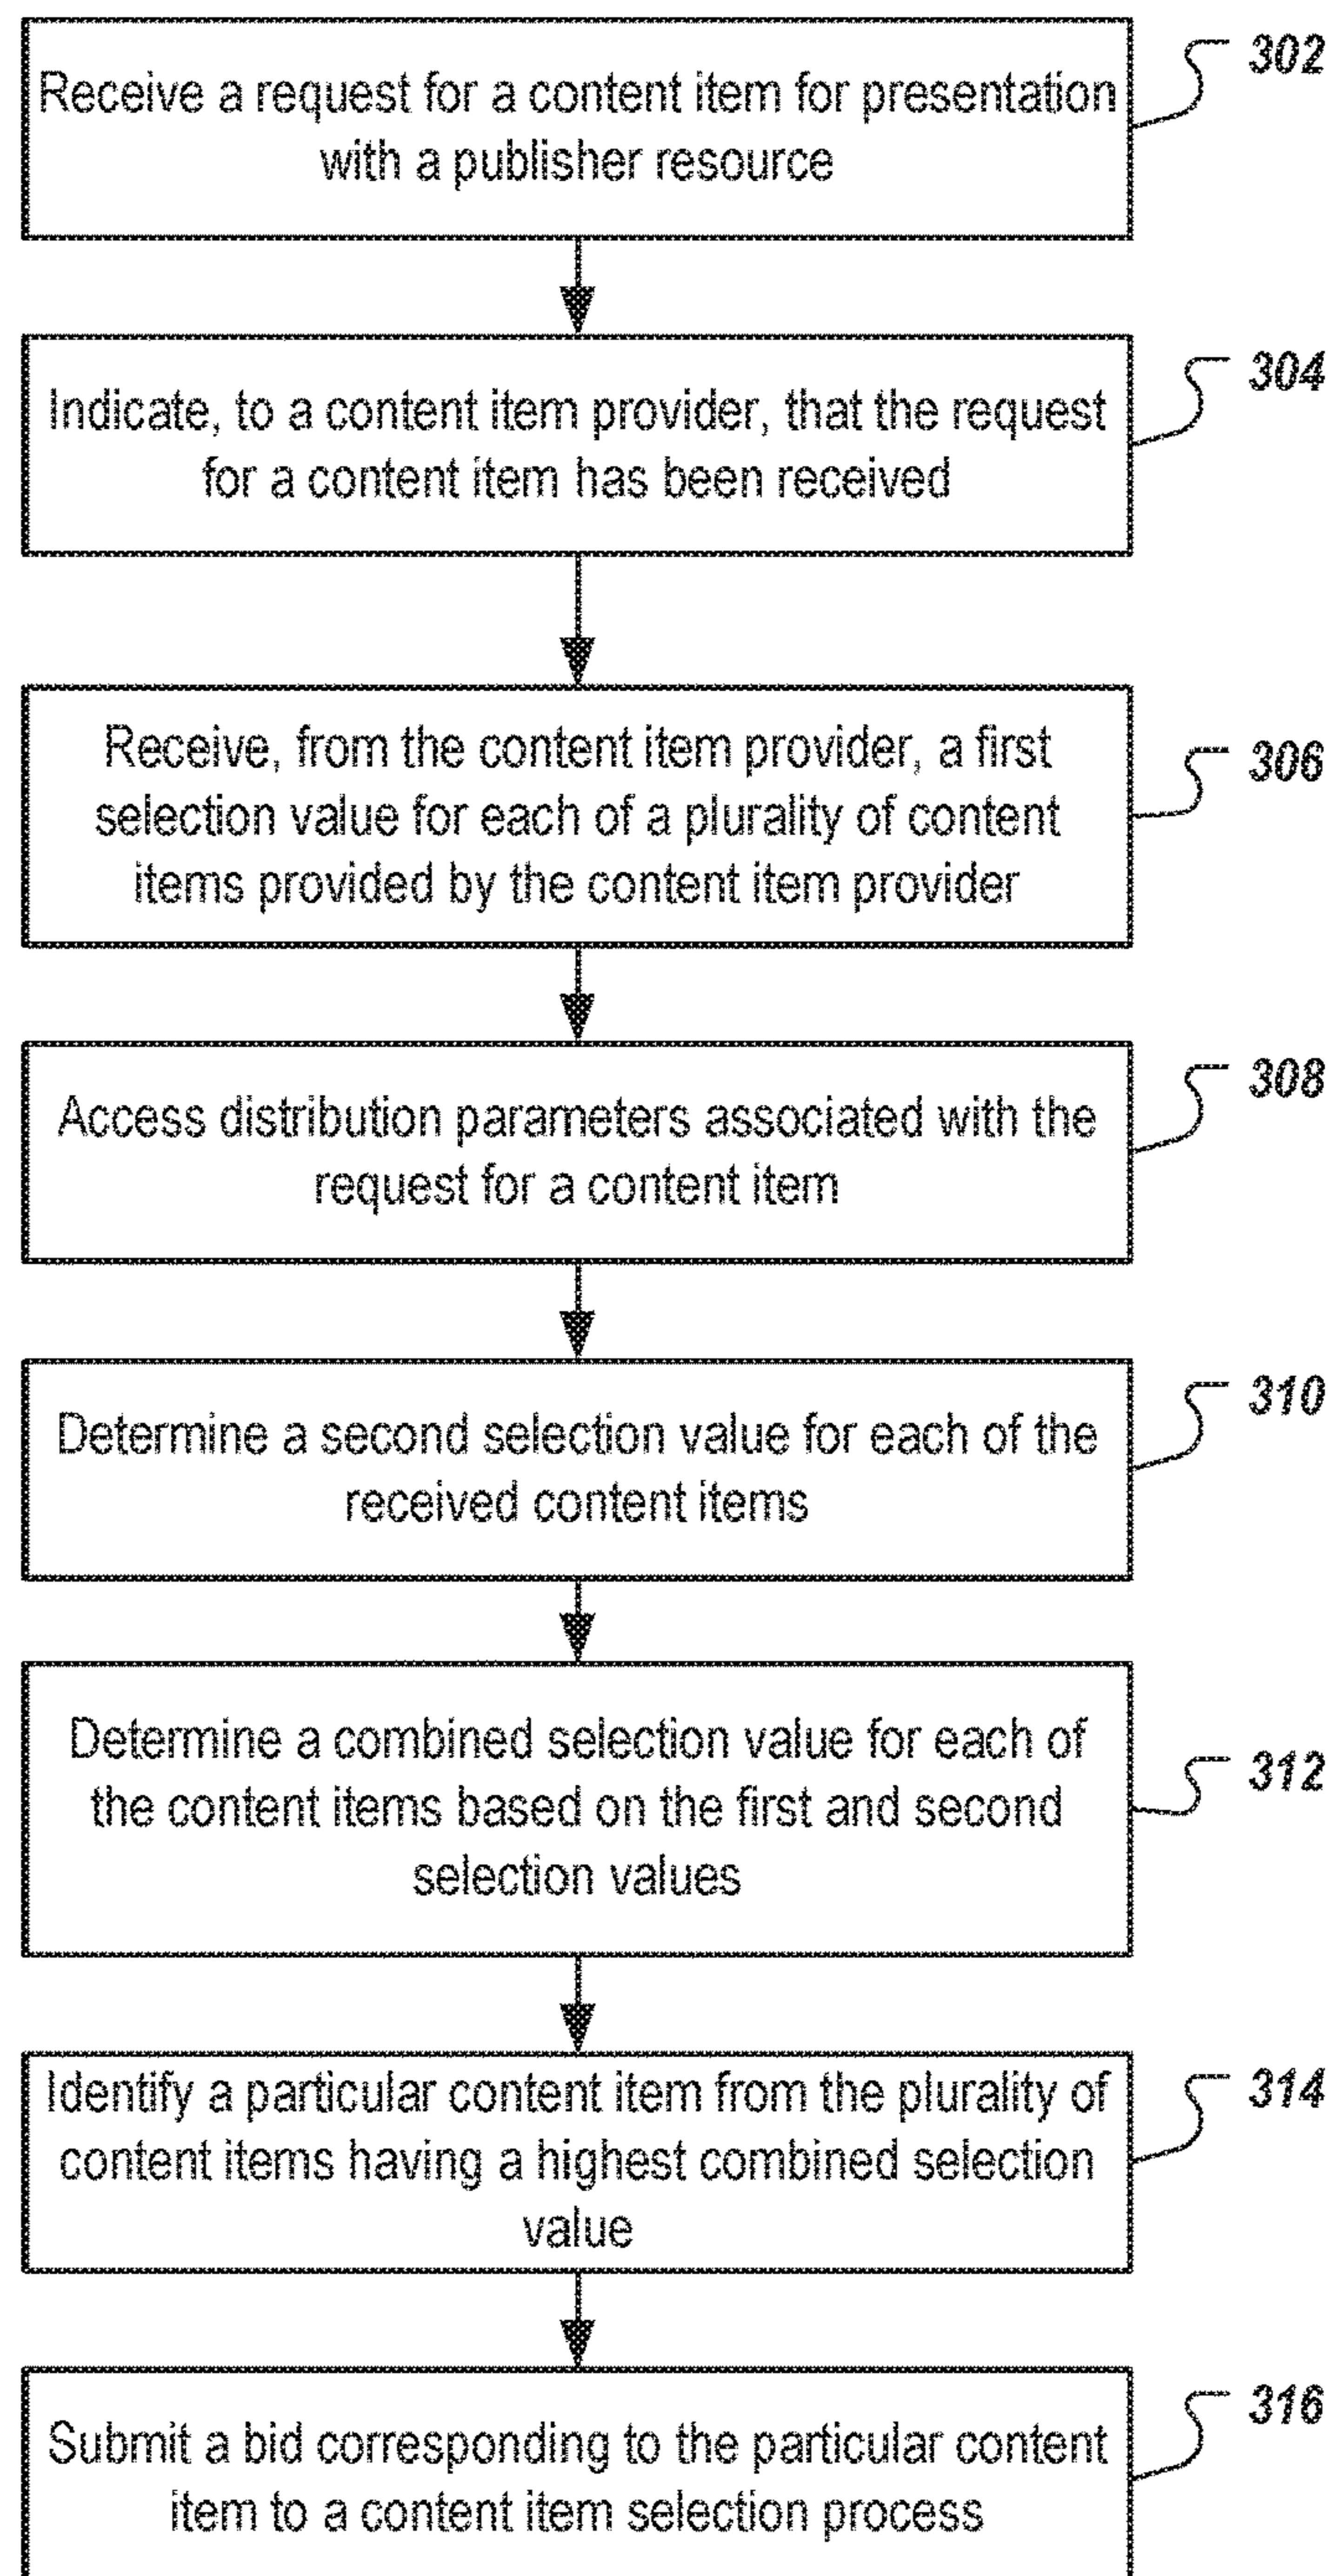 Receive a request for a content item for presentation
with a publisher resource
302
Indicate, to a content item provider, that the request
for a content item has been received
304
Receive, from the content item provider, a first
selection value for each of a plurality of content
items provided by the content item provider
306
Access distribution parameters associated with the
request for a content item
308
Determine a second selection value for each of the
received content items
310
Determine a combined selection value for each of
the content items based on the first and second
selection values
312
Identify a particular content item from the plurality of
content items having a highest combined selection
value
314
Submit a bid corresponding to the particular content
item to a content item selection process
316